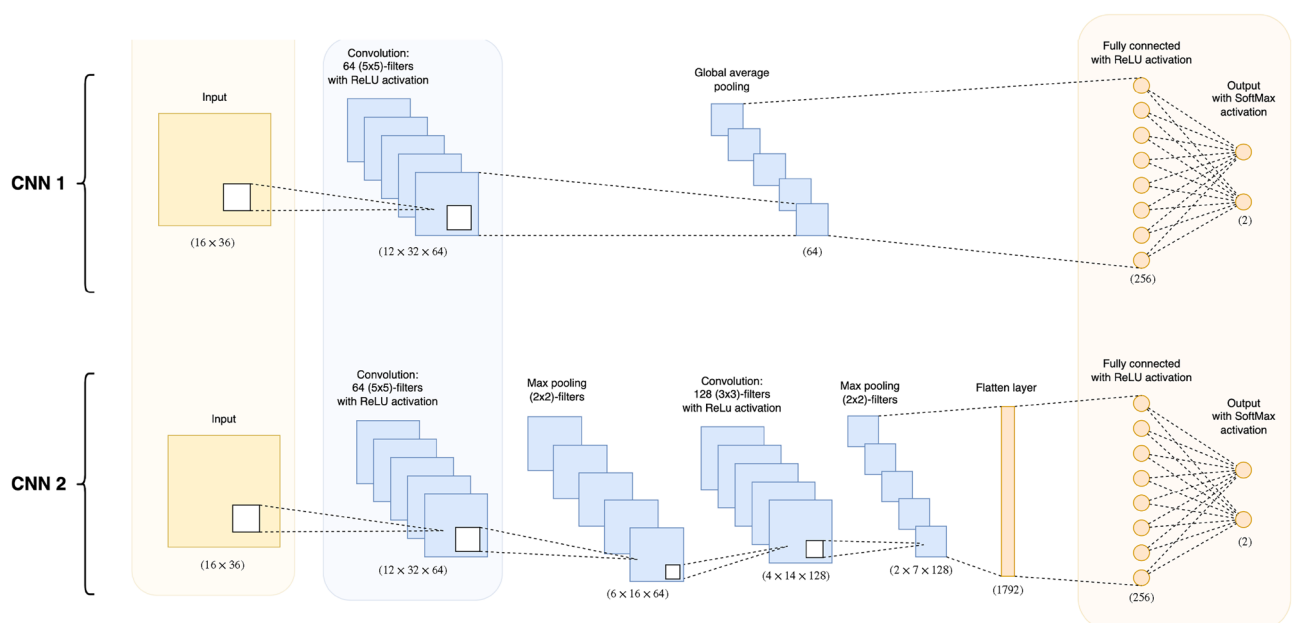 CNN 1
Input
(16 × 36)
Convolution:
64 (5x5)-filters
with ReLU activation
(12 × 32 × 64)
Global average
pooling
(64)
Fully connected
with ReLU activation
(256)
Output
with SoftMax
activation
(2)
CNN 2
Input
(16 × 36)
Convolution:
64 (5x5)-filters
with ReLU activation
(12 × 32 × 64)
Max pooling
(2x2)-filters
(6 × 16 × 64)
Convolution:
128 (3x3)-filters
with ReLu activation
(4 × 14 × 128)
Max pooling
(2x2)-filters
(2 × 7 × 128)
Flatten layer
(1792)
Fully connected
with ReLU activation
(256)
Output
with SoftMax
activation
(2)